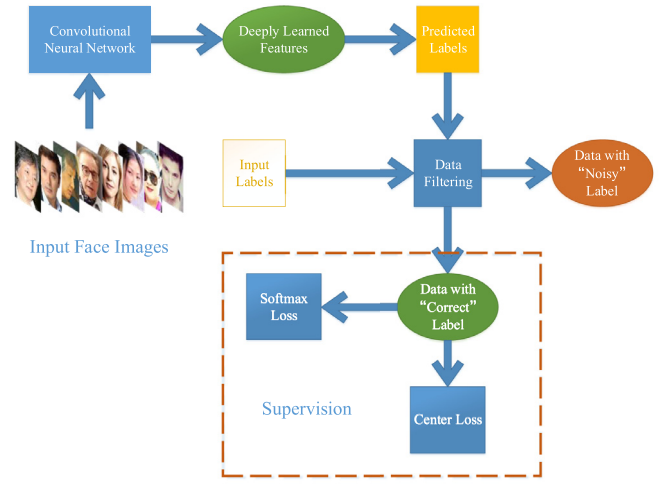 Convolutional
Neural Network
Deeply Learned
Features
Predicted
Labels
Input
Labels
Data
Filtering
Data with
“Noisy”
Label
Input Face Images
Softmax
Loss
Data with
“Correct”
Label
Supervision
Center Loss